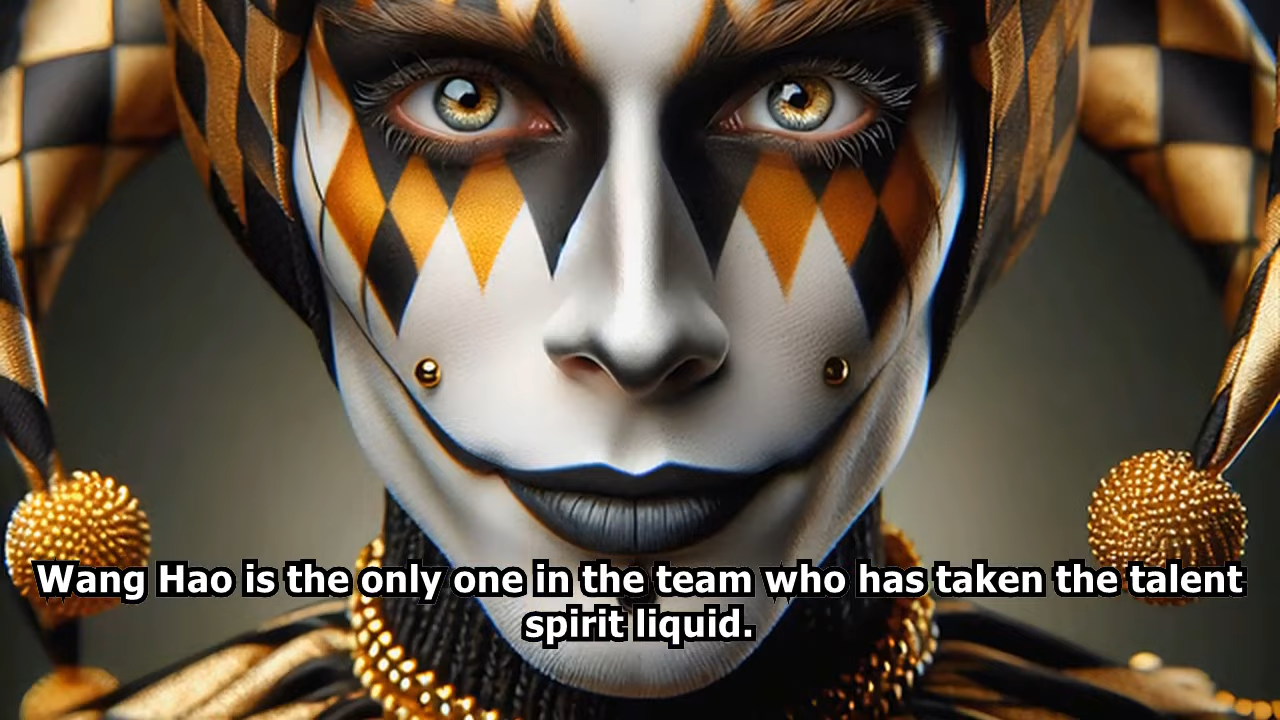 Wang Hao is the only one in the team who has taken the talent
spirit liquid.